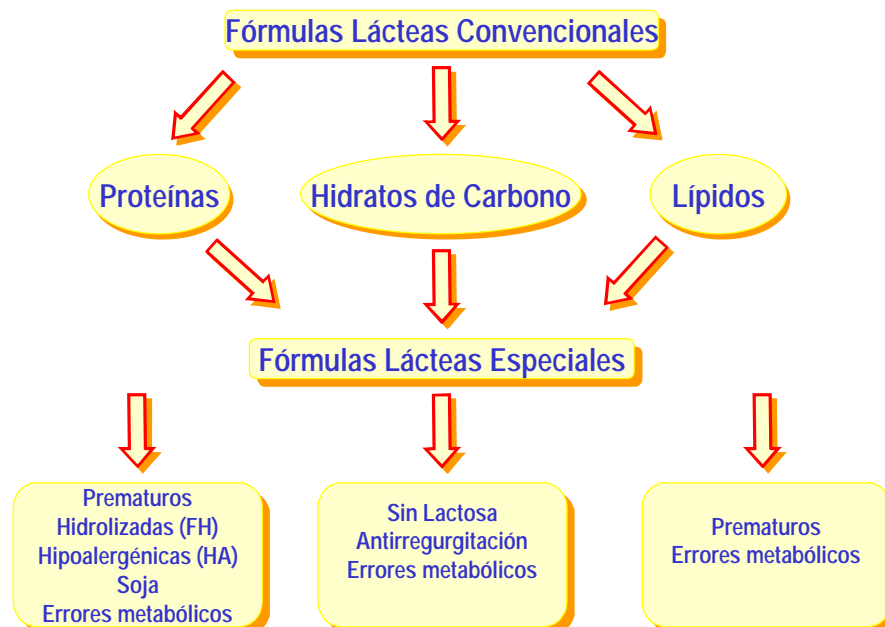 Fórmulas Lácteas Convencionales
Proteínas
Hidratos de Carbono
Lípidos
Fórmulas Lácteas Especiales
Prematuros
Hidrolizadas (FH)
Hipoalergénicas (HA)
Soja
Errores metabólicos
Sin Lactosa
Antirregurgitación
Errores metabólicos
Prematuros
Errores metabólicos